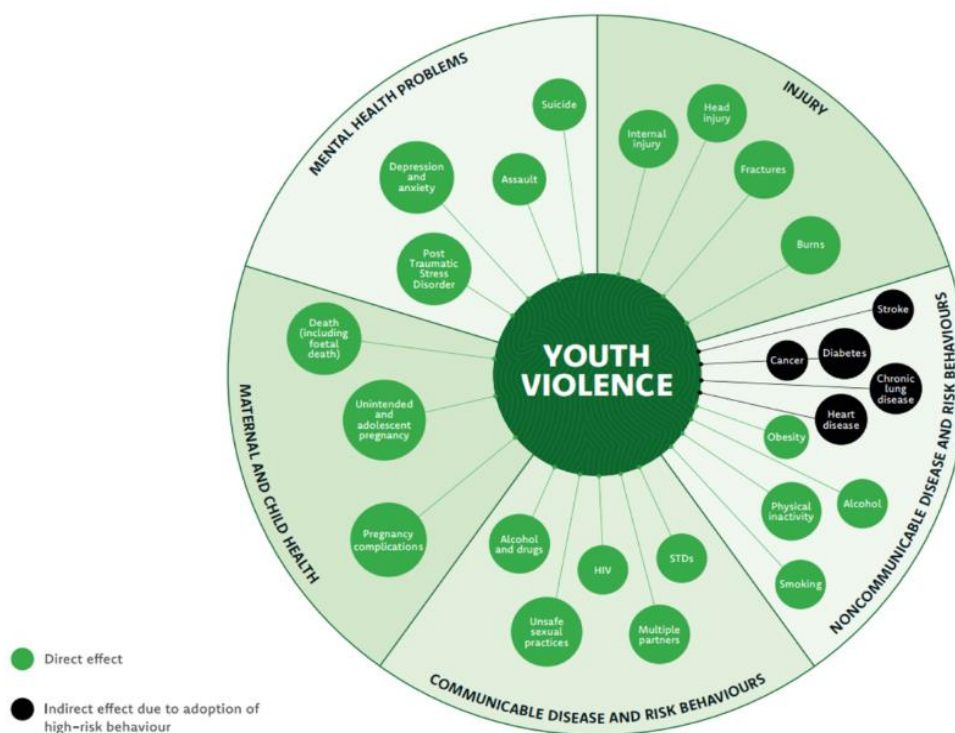 MENTAL HEALTH PROBLEMS
Suicide
Depression
and
anxiety
Assault
Post
Traumatic
Stress
Disorder
INJURY
Internal
injury
Head
injury
Fractures
Burns
NONCOMMUNICABLE DISEASE AND RISK BEHAVIOURS
Stroke
Cancer
Diabetes
Chronic
lung
disease
Heart
disease
Obesity
Alcohol
Physical
inactivity
Smoking
YOUTH
VIOLENCE
MATERNAL AND CHILD HEALTH
Death
(including
foetal
death)
Unintended
and
adolescent
pregnancy
Pregnancy
complications
COMMUNICABLE DISEASE AND RISK BEHAVIOURS
Alcohol
and drugs
HIV
STDs
Unsafe
sexual
practices
Multiple
partners
Direct effect
Indirect effect due to adoption of
high-risk behaviour